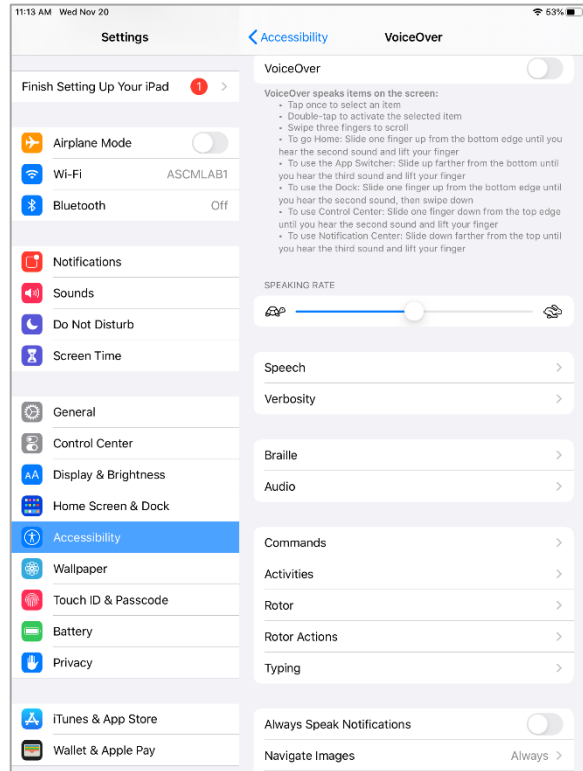 11:13 AM Wed Nov 20
53%
Settings
Finish Setting Up Your iPad 1
Airplane Mode
Wi-Fi ASCMLAB1
Bluetooth Off
Notifications
Sounds
Do Not Disturb
Screen Time
General
Control Center
AA Display & Brightness
Home Screen & Dock
Accessibility
Wallpaper
Touch ID & Passcode
Battery
Privacy
iTunes & App Store
Wallet & Apple Pay
Accessibility
VoiceOver
VoiceOver
VoiceOver speaks items on the screen:
• Tap once to select an item
• Double-tap to activate the selected item
• Swipe three fingers to scroll
• To go Home: Slide one finger up from the bottom edge until you
hear the second sound and lift your finger
• To use the App Switcher: Slide up farther from the bottom until
you hear the third sound and lift your finger
• To use the Dock: Slide one finger up from the bottom edge until
you hear the second sound, then swipe down
• To use Control Center: Slide one finger down from the top edge
until you hear the second sound and lift your finger
• To use Notification Center: Slide down farther from the top until
you hear the third sound and lift your finger
SPEAKING RATE
Speech
Verbosity
Braille
Audio
Commands
Activities
Rotor
Rotor Actions
Typing
Always Speak Notifications
Navigate Images Always